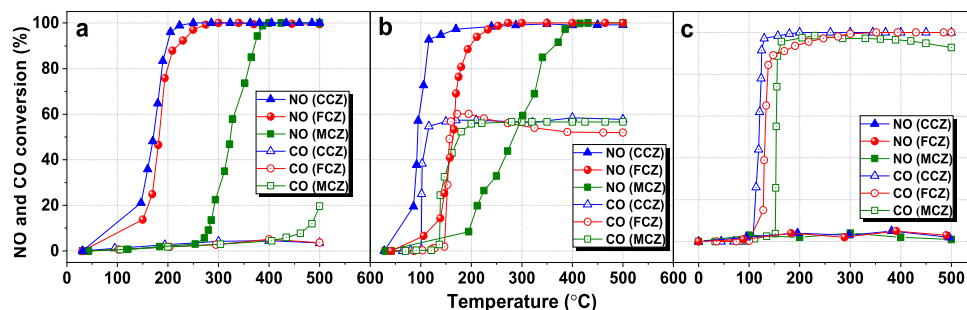 NO and CO conversion (%)
100
80
60
40
20
0
a
NO (CCZ)
NO (FCZ)
NO (MCZ)
CO (CCZ)
CO (FCZ)
CO (MCZ)
0 100 200 300 400 500
b
NO (CCZ)
NO (FCZ)
NO (MCZ)
CO (CCZ)
CO (FCZ)
CO (MCZ)
0 100 200 300 400 500
c
NO (CCZ)
NO (FCZ)
NO (MCZ)
CO (CCZ)
CO (FCZ)
CO (MCZ)
0 100 200 300 400 500
Temperature (°C)